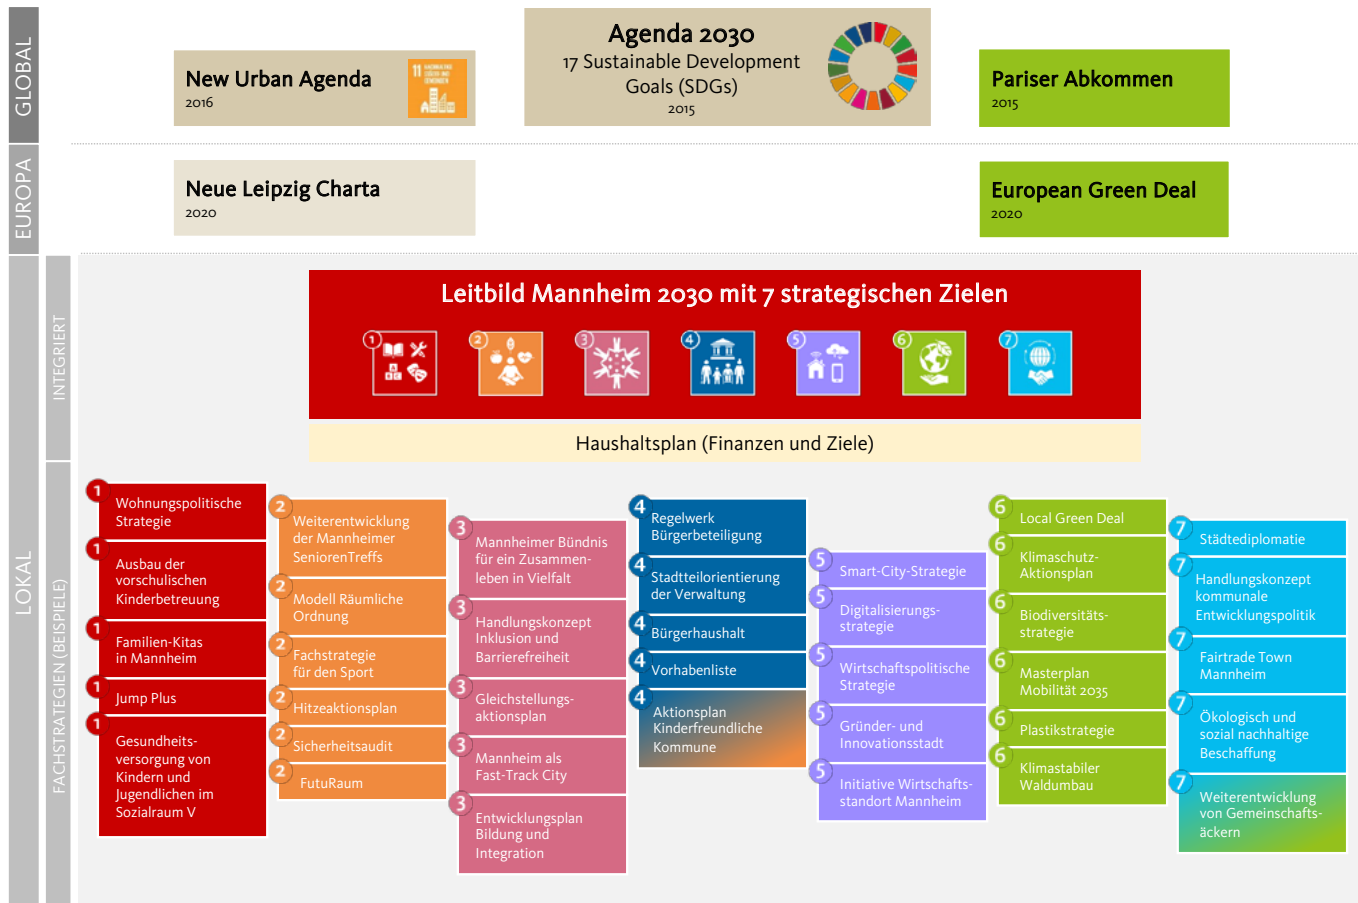 GLOBAL
New Urban Agenda
2016
11 NACHHALTIGE
STÄDTE UND
GEMEINDEN
Agenda 2030
17 Sustainable Development
Goals (SDGs)
2015
Pariser Abkommen
2015
EUROPA
Neue Leipzig Charta
2020
European Green Deal
2020
LOKAL
INTEGRIERT
Leitbild Mannheim 2030 mit 7 strategischen Zielen
1
2
3
4
5
6
7
Haushaltsplan (Finanzen und Ziele)
FACHSTRATEGIEN (BEISPIELE)
1
Wohnungspolitische
Strategie
1
Ausbau der
vorschulischen
Kinderbetreuung
1
Familien-Kitas
in Mannheim
1
Jump Plus
1
Gesundheits-
versorgung von
Kindern und
Jugendlichen im
Sozialraum V
2
Weiterentwicklung
der Mannheimer
SeniorenTreffs
2
Modell Räumliche
Ordnung
2
Fachstrategie
für den Sport
2
Hitzeaktionsplan
2
Sicherheitsaudit
2
FutuRaum
3
Mannheimer Bündnis
für ein Zusammen-
leben in Vielfalt
3
Handlungskonzept
Inklusion und
Barrierefreiheit
3
Gleichstellungs-
aktionsplan
3
Mannheim als
Fast-Track City
3
Entwicklungsplan
Bildung und
Integration
4
Regelwerk
Bürgerbeteiligung
4
Stadtteilorientierung
der Verwaltung
4
Bürgerhaushalt
4
Vorhabenliste
4
Aktionsplan
Kinderfreundliche
Kommune
5
Smart-City-Strategie
5
Digitalisierungs-
strategie
5
Wirtschaftspolitische
Strategie
5
Gründer- und
Innovationsstadt
5
Initiative Wirtschafts-
standort Mannheim
6
Local Green Deal
6
Klimaschutz-
Aktionsplan
6
Biodiversitäts-
strategie
6
Masterplan
Mobilität 2035
6
Plastikstrategie
6
Klimastabiler
Waldumbau
7
Städtediplomatie
7
Handlungskonzept
kommunale
Entwicklungspolitik
7
Fairtrade Town
Mannheim
7
Ökologisch und
sozial nachhaltige
Beschaffung
7
Weiterentwicklung
von Gemeinschafts-
äckern